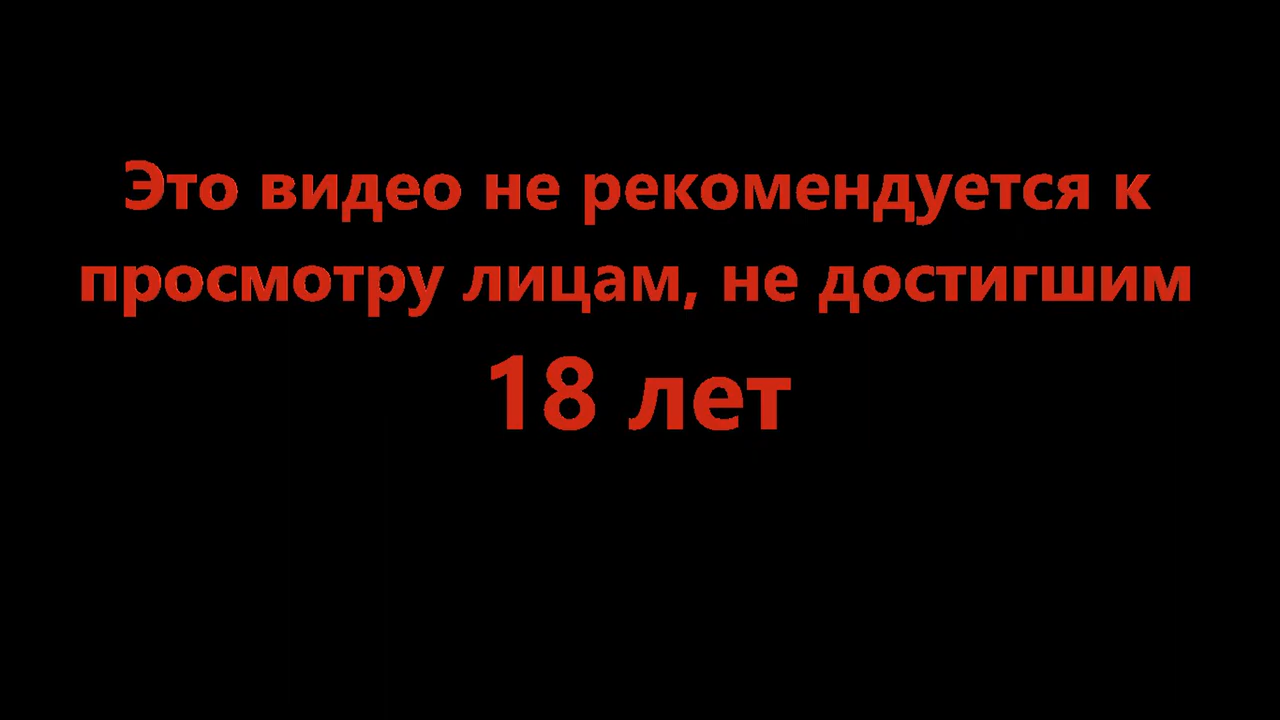 Это видео не рекомендуется к
просмотру лицам, не достигшим
18 лет